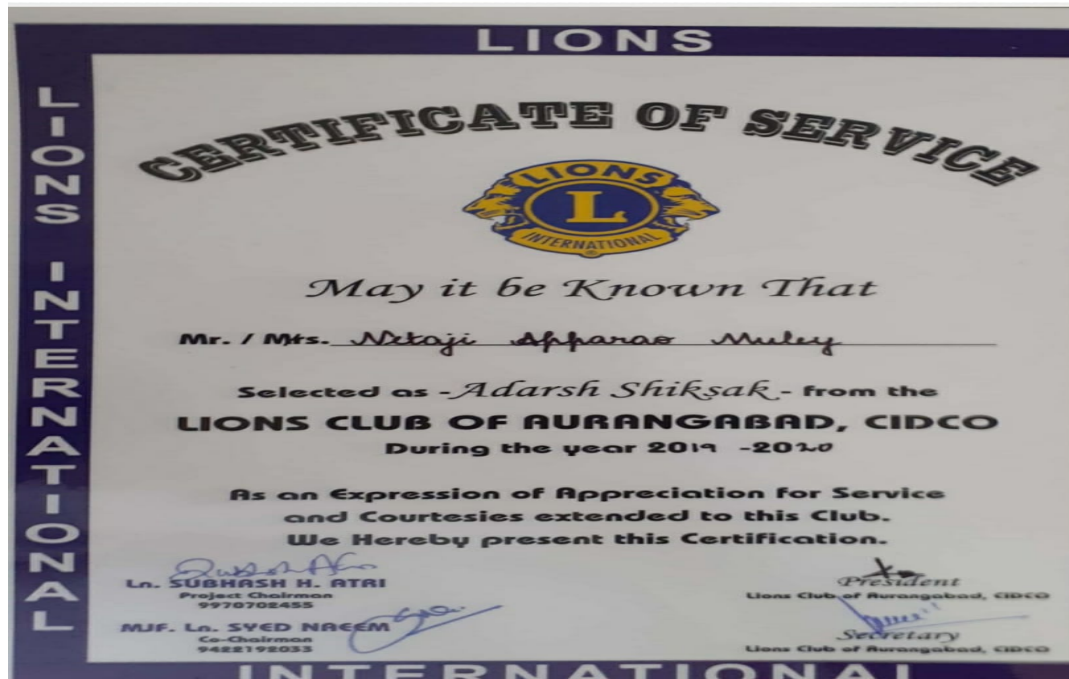 LIONS
LIONS INTERNATIONAL
CERTIFICATE OF SERVICE
LIONS
L
INTERNATIONAL
May it be Known That
Mr. / Mrs. Netaji Apparao Muley
Selected as - Adarsh Shiksak - from the
LIONS CLUB OF AURANGABAD, CIDCO
During the year 2019 -2020
As an Expression of Appreciation for Service
and Courtesies extended to this Club.
We Hereby present this Certification.
Ln. SUBHASH H. ATRI
Project Chairman
9970702455
MJF. Ln. SYED NAEEM
Co-Chairman
9422192033
President
Lions Club of Aurangabad, CIDCO
Secretary
Lions Club of Aurangabad, CIDCO
INTERNATIONAL